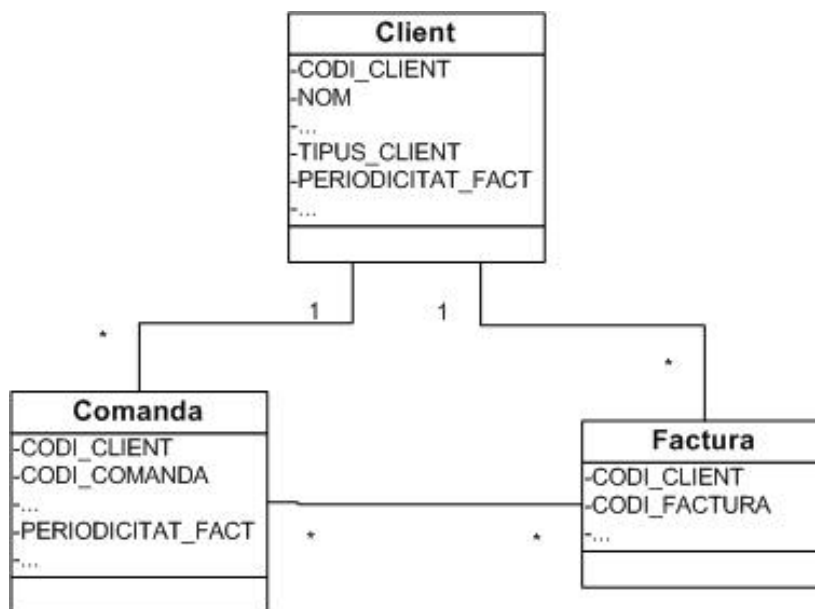 Client
-CODI_CLIENT
-NOM
-...
-TIPUS_CLIENT
-PERIODICITAT_FACT
-...
1
1
*
*
Comanda
-CODI_CLIENT
-CODI_COMANDA
-...
-PERIODICITAT_FACT
-...
Factura
-CODI_CLIENT
-CODI_FACTURA
-...
*
*